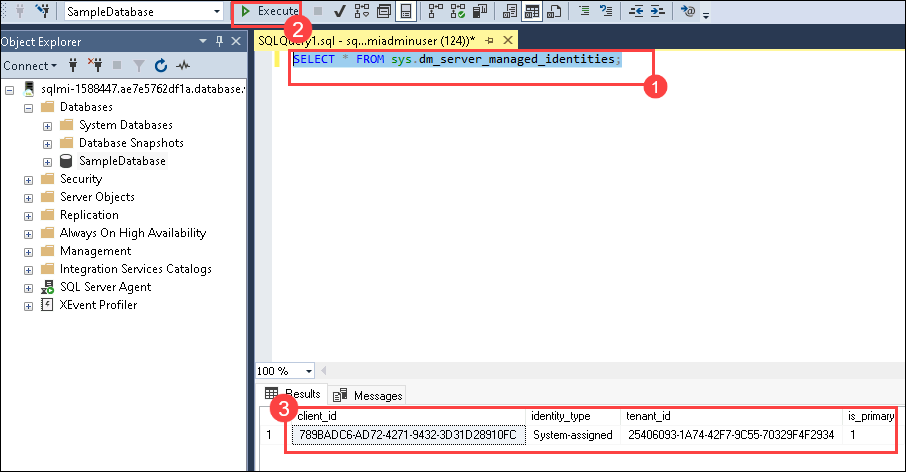 SampleDatabase
Execute
2
Object Explorer
SQLQuery1.sql - sq...miadminuser (124))*
Connect
SELECT * FROM sys.dm_server_managed_identities;
1
sqlmi-1588447.ae7e5762df1a.database.
Databases
System Databases
Database Snapshots
SampleDatabase
Security
Server Objects
Replication
Always On High Availability
Management
Integration Services Catalogs
SQL Server Agent
XEvent Profiler
100 %
Results
Messages
3
client_id identity_type tenant_id is_primary
1 789BADC6-AD72-4271-9432-3D31D28910FC System-assigned 25406093-1A74-42F7-9C55-70329F4F2934 1